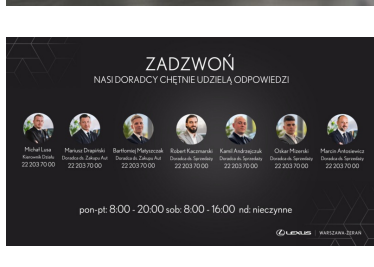 ZADZWOŃ
NASI DORADCY CHĘTNIE UDZIELĄ ODPOWIEDZI
Michał Lusa Mariusz Drapiński Bartłomiej Matyszczak Robert Kaczmarski Kamil Andrzejczuk Oskar Mizerski Marcin Antosiewicz
Kierownik Działu Doradca ds. Zakupu Aut Doradca ds. Zakupu Aut Doradca ds. Sprzedaży Doradca ds. Sprzedaży Doradca ds. Sprzedaży Doradca ds. Sprzedaży
22 203 70 00 22 203 70 00 22 203 70 00 22 203 70 00 22 203 70 00 22 203 70 00 22 203 70 00
pon-pt: 8:00 - 20:00 sob: 8:00 - 16:00 nd: nieczynne
LEXUS WARSZAWA-ŻERAŃ